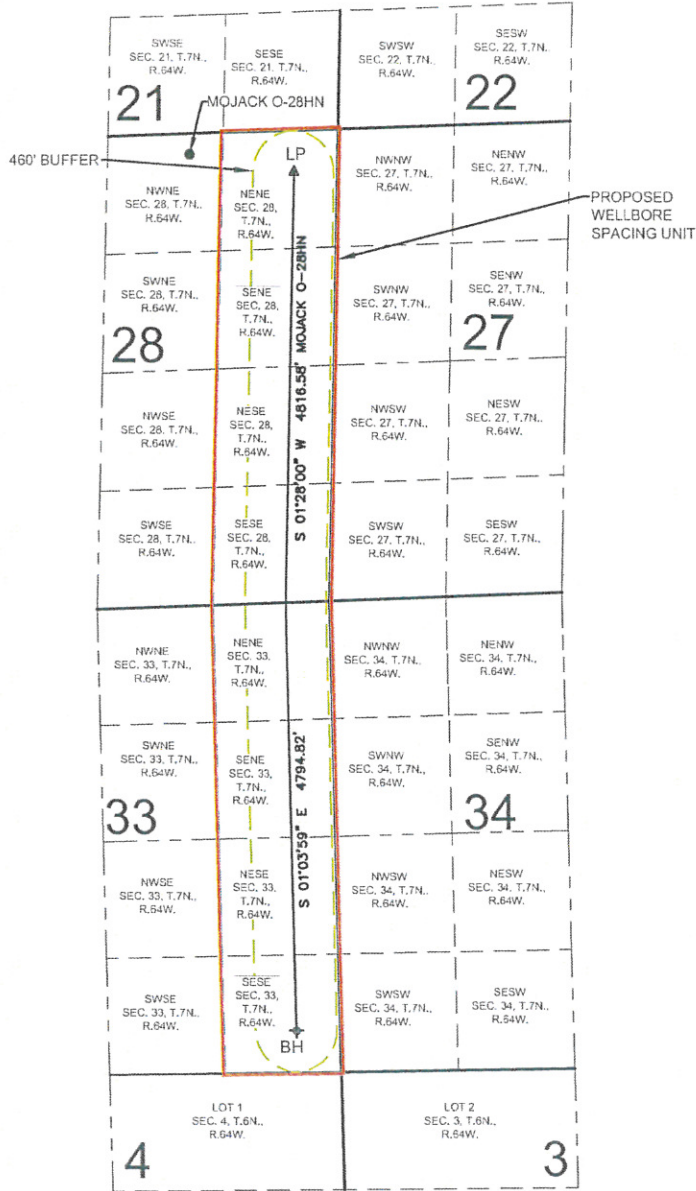 SWSE
SEC. 21, T.7N.,
R.64W.
SESE
SEC. 21, T.7N.,
R.64W.
SWSW
SEC. 22, T.7N.,
R.64W.
SESW
SEC. 22, T.7N.,
R.64W.
21
22
MOJACK O-28HN
460' BUFFER
LP
PROPOSED
WELLBORE
SPACING UNIT
NWNE
SEC. 28, T.7N.,
R.64W.
NENE
SEC. 28,
T.7N.,
R.64W.
NWNW
SEC. 27, T.7N.,
R.64W.
NENW
SEC. 27, T.7N.,
R.64W.
SWNE
SEC. 28, T.7N.,
R.64W.
SENE
SEC. 28,
T.7N.,
R.64W.
SWNW
SEC. 27, T.7N.,
R.64W.
SENW
SEC. 27, T.7N.,
R.64W.
28
27
S 01°28'00" W 4816.58' MOJACK O-28HN
NWSE
SEC. 28, T.7N.,
R.64W.
NESE
SEC. 28,
T.7N.,
R.64W.
NWSW
SEC. 27, T.7N.,
R.64W.
NESW
SEC. 27, T.7N.,
R.64W.
SWSE
SEC. 28, T.7N.,
R.64W.
SESE
SEC. 28,
T.7N.,
R.64W.
SWSW
SEC. 27, T.7N.,
R.64W.
SESW
SEC. 27, T.7N.,
R.64W.
NWNE
SEC. 33, T.7N.,
R.64W.
NENE
SEC. 33,
T.7N.,
R.64W.
NWNW
SEC. 34, T.7N.,
R.64W.
NENW
SEC. 34, T.7N.,
R.64W.
SWNE
SEC. 33, T.7N.,
R.64W.
SENE
SEC. 33,
T.7N.,
R.64W.
SWNW
SEC. 34, T.7N.,
R.64W.
SENW
SEC. 34, T.7N.,
R.64W.
33
34
S 01°03'59" E 4794.82'
NWSE
SEC. 33, T.7N.,
R.64W.
NESE
SEC. 33,
T.7N.,
R.64W.
NWSW
SEC. 34, T.7N.,
R.64W.
NESW
SEC. 34, T.7N.,
R.64W.
SWSE
SEC. 33, T.7N.,
R.64W.
SESE
SEC. 33,
T.7N.,
R.64W.
SWSW
SEC. 34, T.7N.,
R.64W.
SESW
SEC. 34, T.7N.,
R.64W.
BH
LOT 1
SEC. 4, T.6N.,
R.64W.
LOT 2
SEC. 3, T.6N.,
R.64W.
4
3